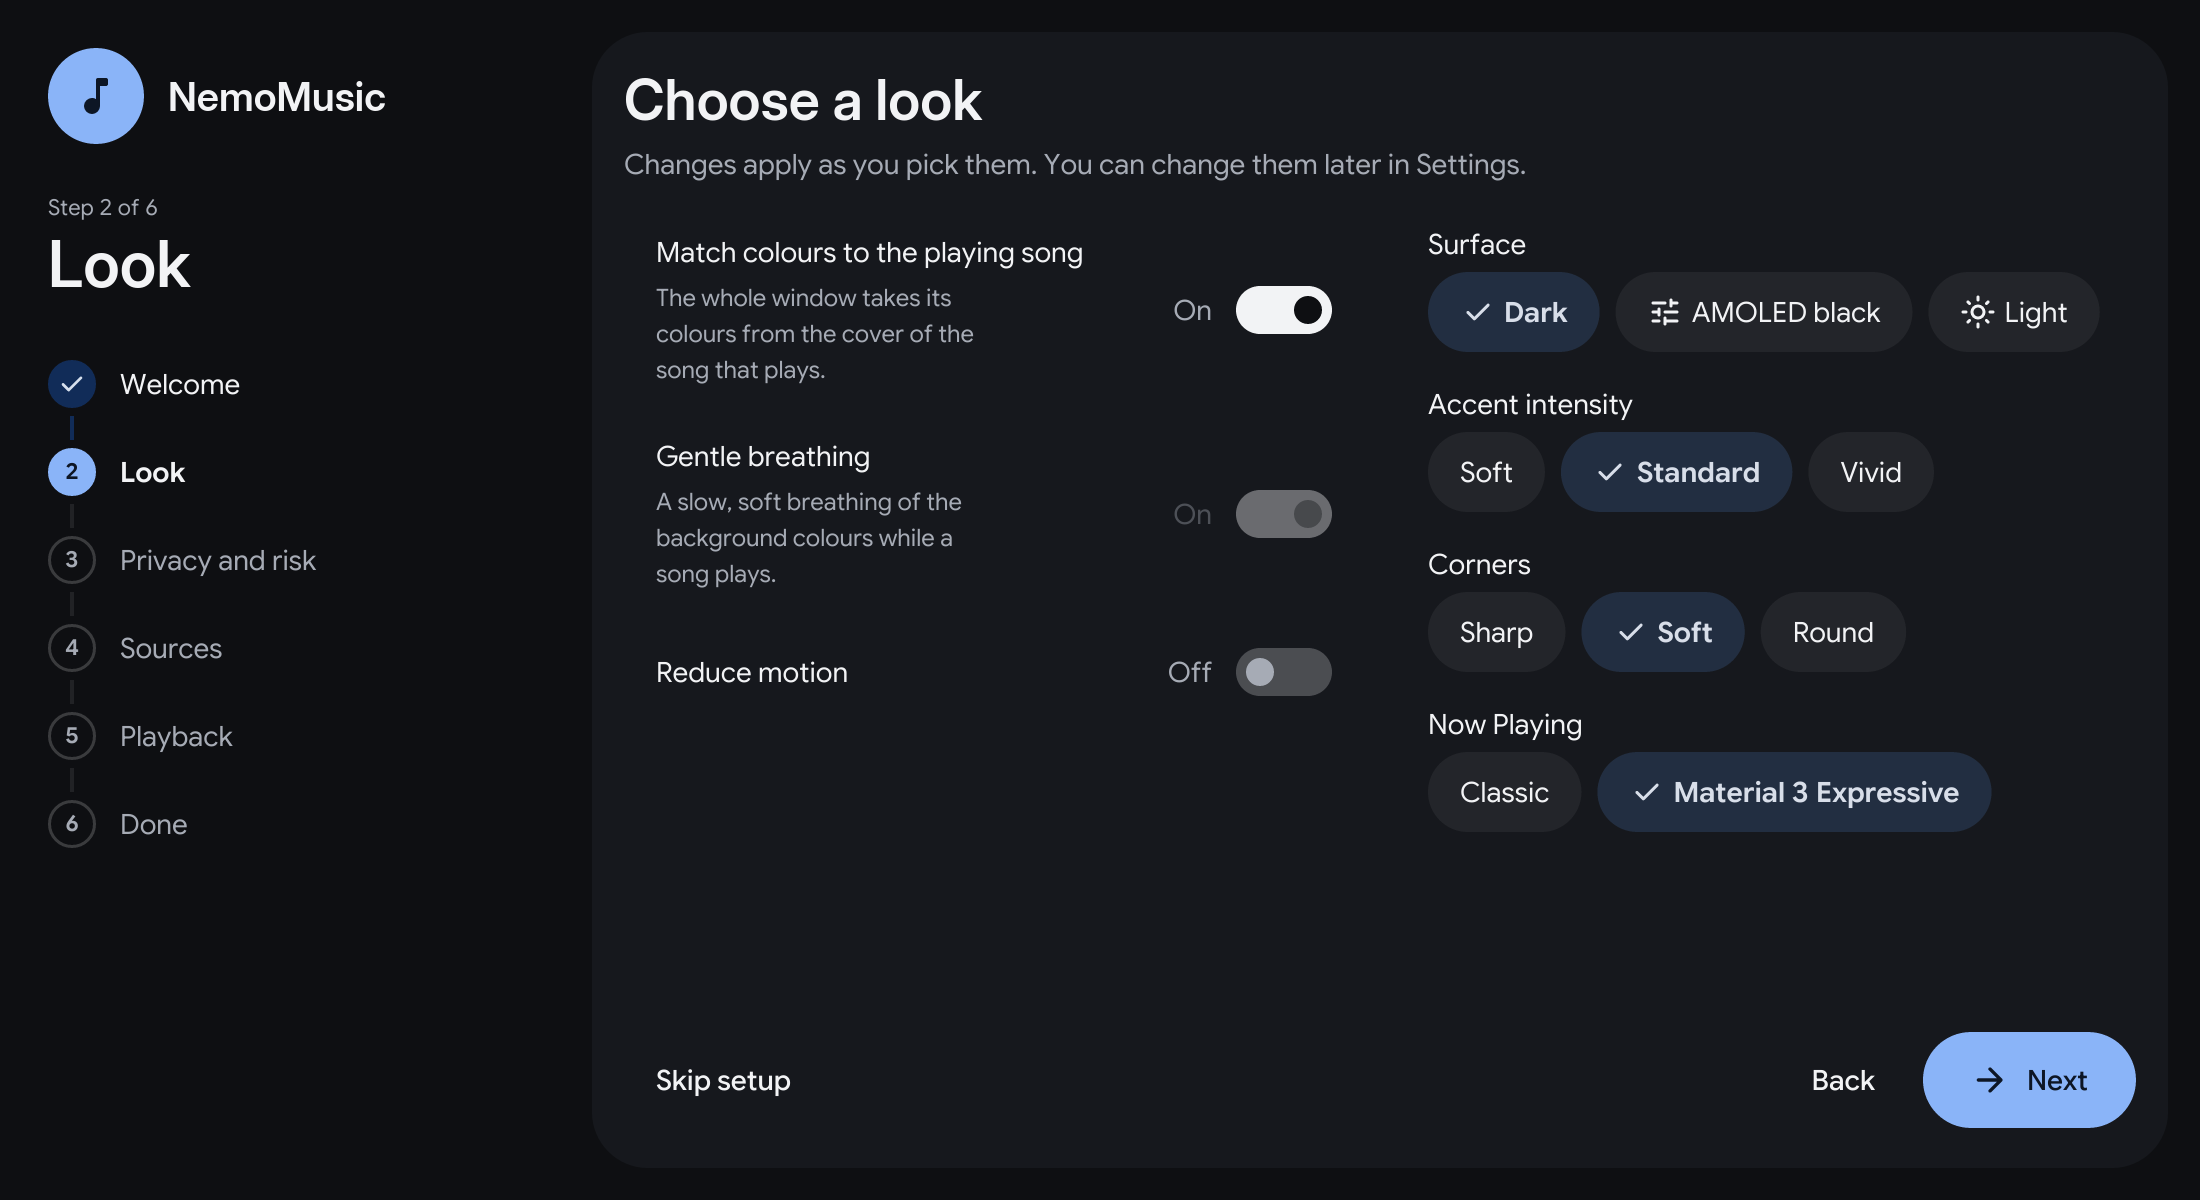 NemoMusic
Step 2 of 6
Look
Welcome
2 Look
3 Privacy and risk
4 Sources
5 Playback
6 Done
Choose a look
Changes apply as you pick them. You can change them later in Settings.
Match colours to the playing song
The whole window takes its
colours from the cover of the
song that plays.
On
Gentle breathing
A slow, soft breathing of the
background colours while a
song plays.
On
Reduce motion
Off
Surface
Dark AMOLED black Light
Accent intensity
Soft Standard Vivid
Corners
Sharp Soft Round
Now Playing
Classic Material 3 Expressive
Skip setup Back Next